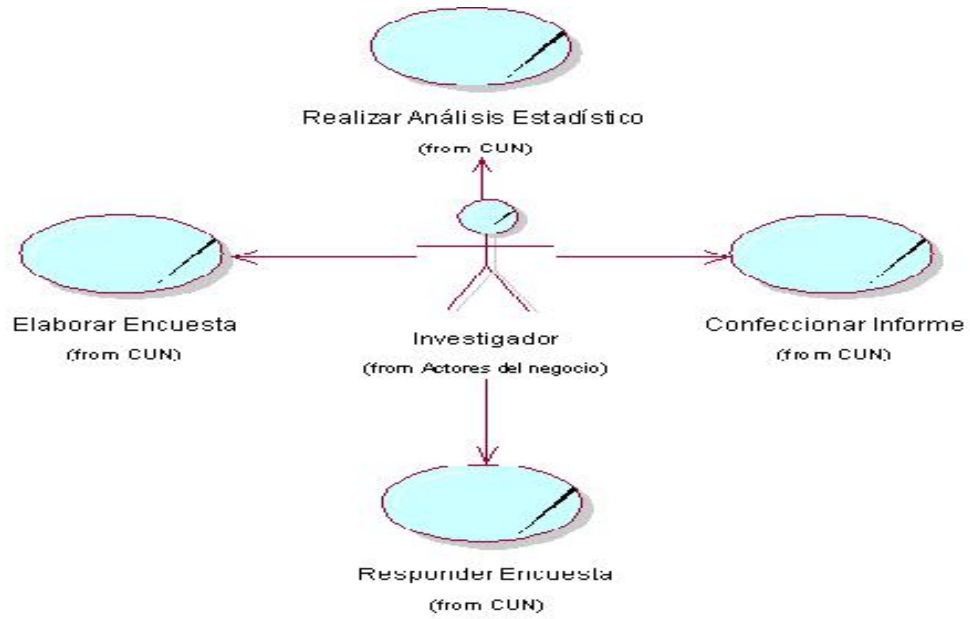 Realizar Análisis Estadístico
(from CUN)
Elaborar Encuesta
(from CUN)
Investigador
(from Actores del negocio)
Confeccionar Informe
(from CUN)
Responder Encuesta
(from CUN)